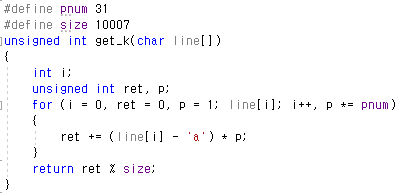 #define pnum 31
#define size 10007
unsigned int get_k(char line[])
{
    int i;
    unsigned int ret, p;
    for (i = 0, ret = 0, p = 1; line[i]; i++, p *= pnum)
    {
        ret += (line[i] - 'a') * p;
    }
    return ret % size;
}